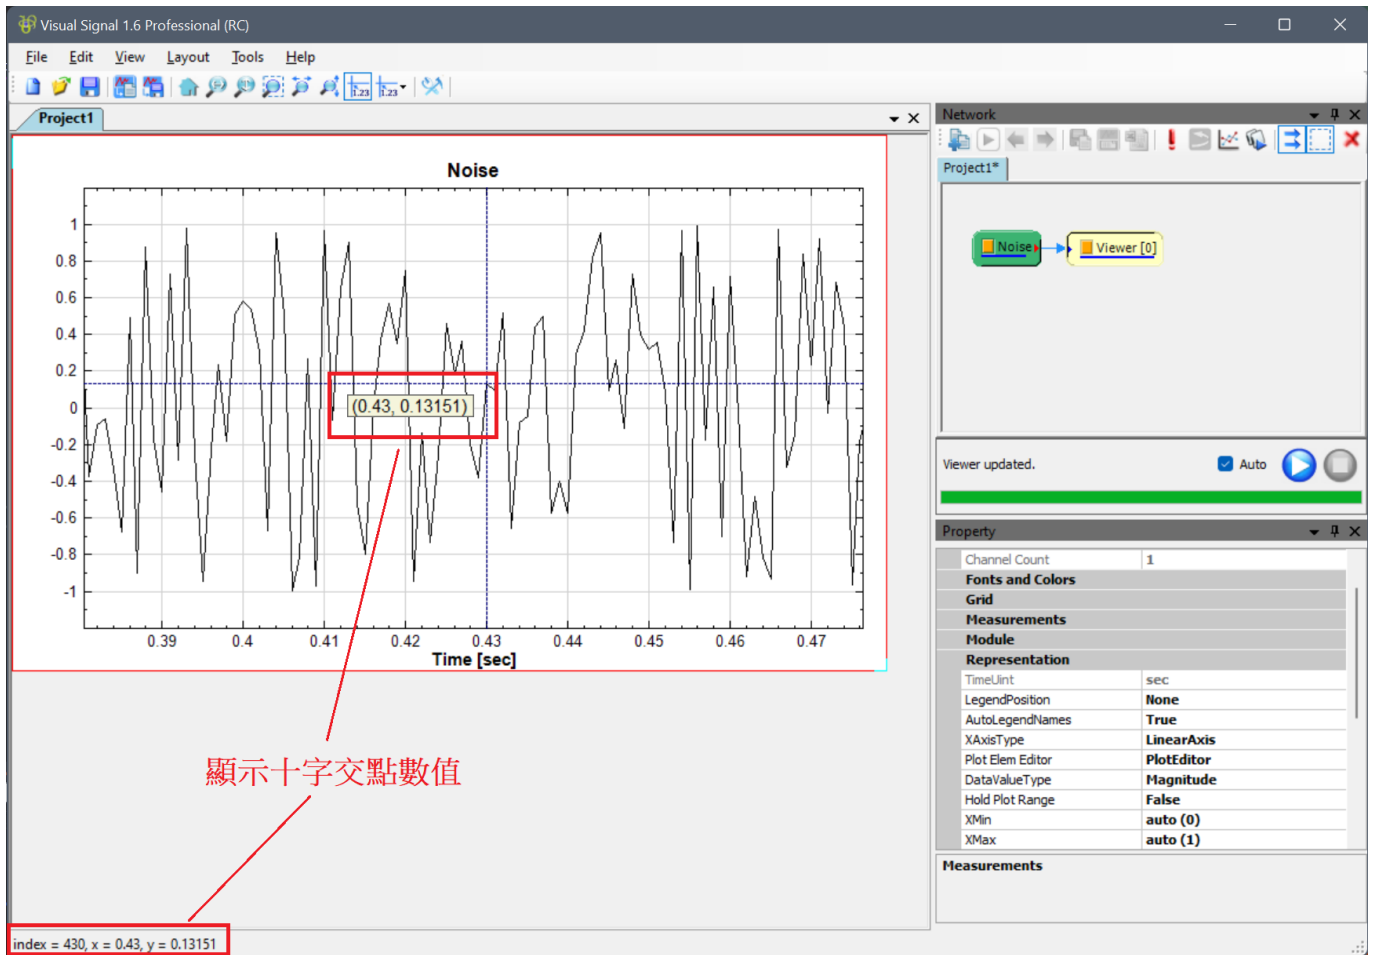 Visual Signal 1.6 Professional (RC)
File Edit View Layout Tools Help
1.23 1.23
Project1
Noise
1
0.8
0.6
0.4
0.2
0
-0.2
-0.4
-0.6
-0.8
-1
(0.43, 0.13151)
0.39 0.4 0.41 0.42 0.43 0.44 0.45 0.46 0.47
Time [sec]
顯示十字交點數值
index = 430, x = 0.43, y = 0.13151
Network
Project1*
Noise
Viewer [0]
Viewer updated.
Auto
Property
Channel Count 1
Fonts and Colors
Grid
Measurements
Module
Representation
TimeUint sec
LegendPosition None
AutoLegendNames True
XAxisType LinearAxis
Plot Elem Editor PlotEditor
DataValueType Magnitude
Hold Plot Range False
XMin auto (0)
XMax auto (1)
Measurements